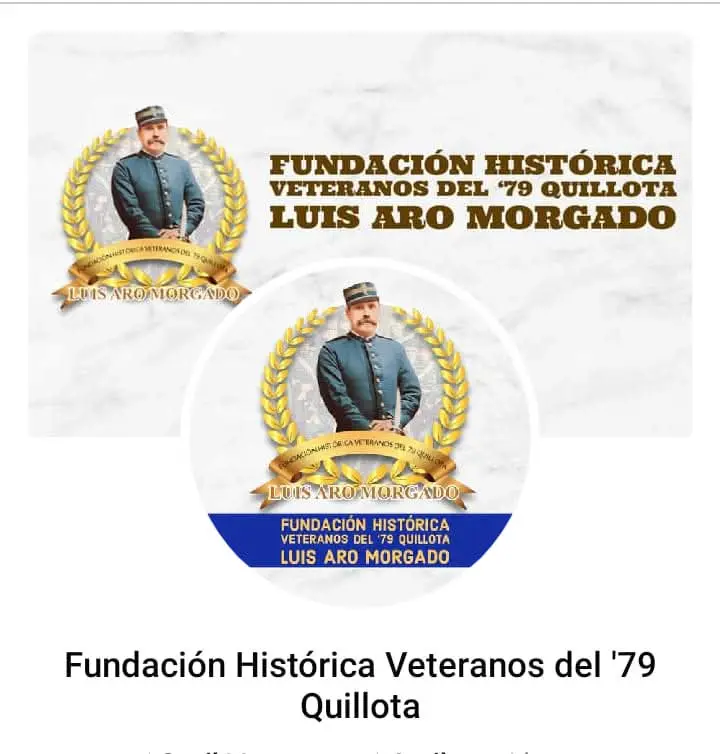 FUNDACIÓN HISTÓRICA
VETERANOS DEL ‘79 QUILLOTA
LUIS ARO MORGADO
FUNDACIÓN HISTÓRICA VETERANOS DEL '79 QUILLOTA
LUIS ARO MORGADO
FUNDACIÓN HISTÓRICA VETERANOS DEL '79 QUILLOTA
LUIS ARO MORGADO
FUNDACIÓN HISTÓRICA
VETERANOS DEL '79 QUILLOTA
LUIS ARO MORGADO
Fundación Histórica Veteranos del '79
Quillota